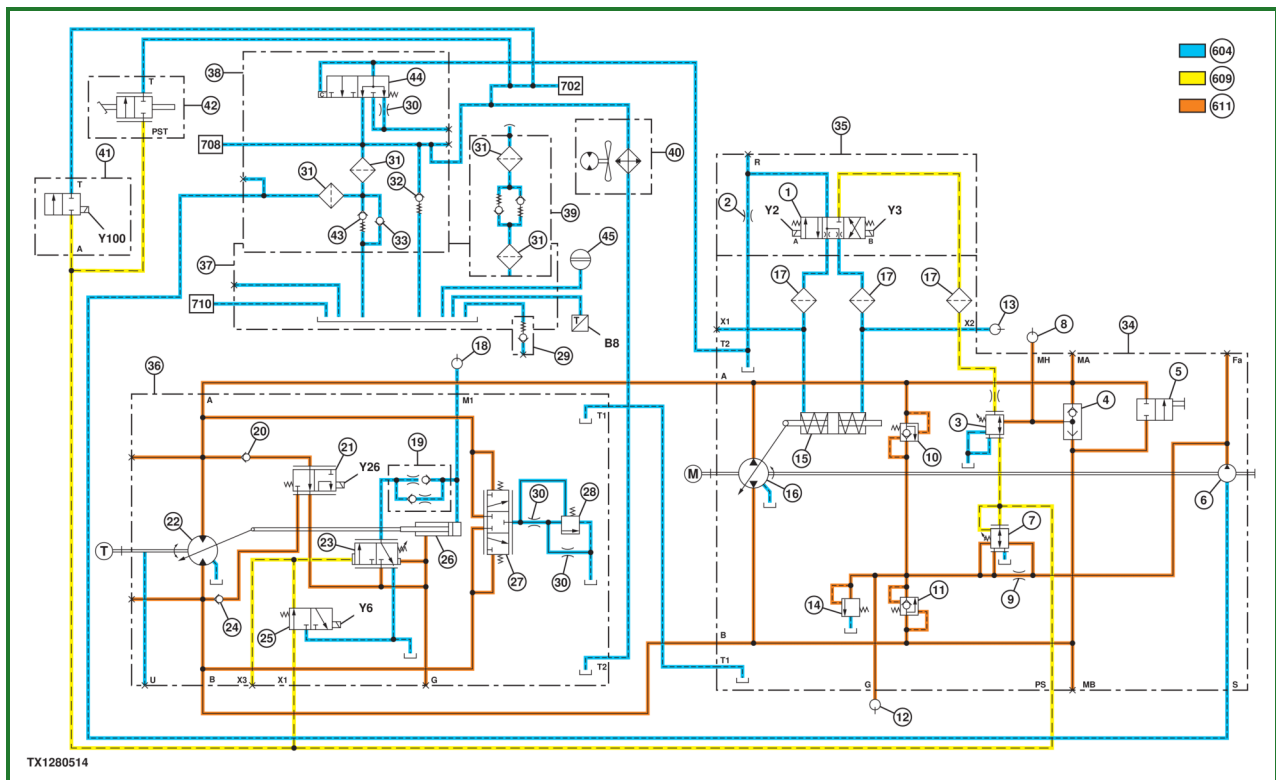 604
609
611
T
42
PST
41
T
Y100
A
38
44
30
702
708
31
31
32
43
33
31
39
31
45
37
710
29
B8
40
35
R
2
1
Y2
Y3
A
B
17
17
17
13
X1
X2
T2
34
8
MH
MA
Fa
5
4
3
A
10
15
M
16
6
7
9
14
11
B
T1
G
PS
MB
S
12
36
18
A
M1
T1
20
21
Y26
19
22
T
23
26
30
28
27
30
24
25
Y6
T2
U
B
X3
X1
G
T
TX1280514